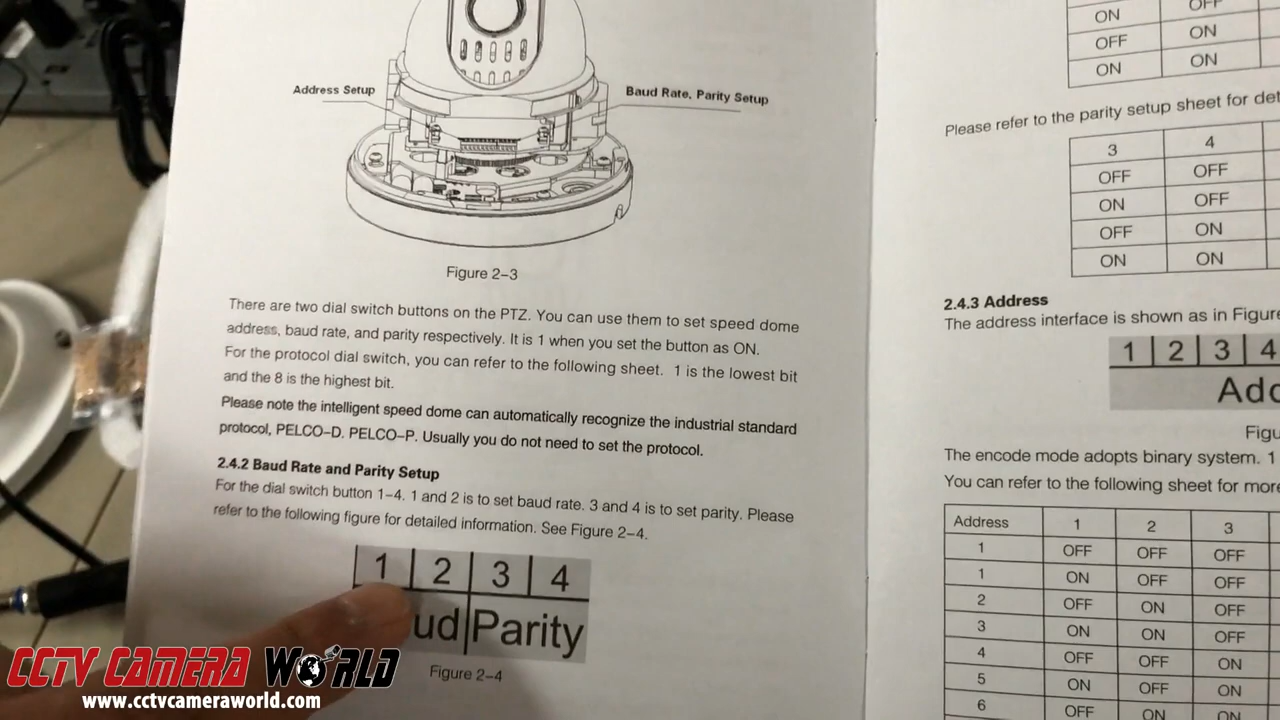 Address Setup
Baud Rate, Parity Setup
Figure 2-3
There are two dial switch buttons on the PTZ. You can use them to set speed dome
address, baud rate, and parity respectively. It is 1 when you set the button as ON.
For the protocol dial switch, you can refer to the following sheet. 1 is the lowest bit
and the 8 is the highest bit.
Please note the intelligent speed dome can automatically recognize the industrial standard
protocol, PELCO-D. PELCO-P. Usually you do not need to set the protocol.
2.4.2 Baud Rate and Parity Setup
For the dial switch button 1-4. 1 and 2 is to set baud rate. 3 and 4 is to set parity. Please
refer to the following figure for detailed information. See Figure 2-4.
1 2 3 4
ud Parity
Figure 2-4
ON OFF
OFF ON
ON ON
Please refer to the parity setup sheet for det
3 4
OFF OFF
ON OFF
OFF ON
ON ON
2.4.3 Address
The address interface is shown as in Figure
1 2 3 4
Add
Figu
The encode mode adopts binary system. 1
You can refer to the following sheet for more
Address 1 2 3
1 OFF OFF OFF
1 ON OFF OFF
2 OFF ON OFF
3 ON ON OFF
4 OFF OFF ON
5 ON OFF ON
6 OFF ON ON
CCTV CAMERA WORLD
www.cctvcameraworld.com